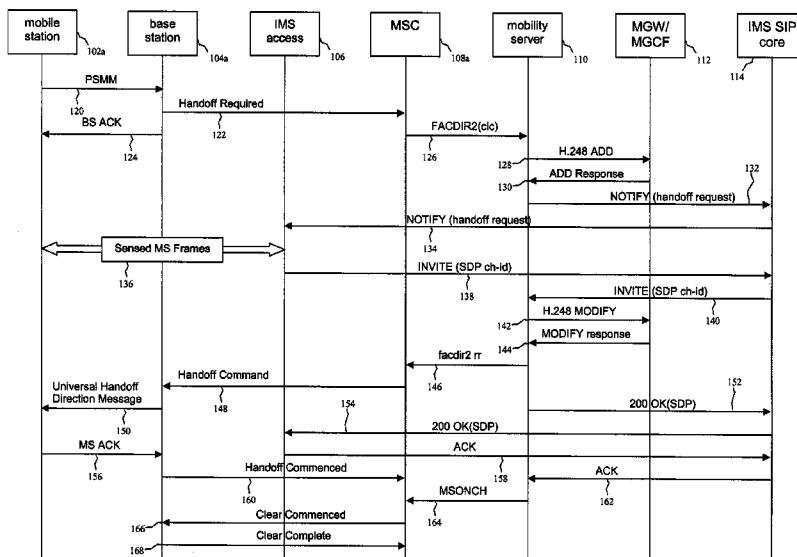 mobile
station
102a
base
station
104a
IMS
access
106
MSC
108a
mobility
server
110
MGW/
MGCF
112
IMS SIP
core
114
PSMM
120
Handoff Required
122
BS ACK
124
FACDIR2(clc)
126
H.248 ADD
128
ADD Response
130
132
NOTIFY (handoff request)
NOTIFY (handoff request)
134
Sensed MS Frames
136
INVITE (SDP ch-id)
138
INVITE (SDP ch-id)
140
H.248 MODIFY
142
MODIFY response
144
facdir2 rr
146
Handoff Command
148
Universal Handoff
Direction Message
150
152
200 OK(SDP)
154
200 OK(SDP)
MS ACK
156
ACK
158
Handoff Commenced
160
ACK
162
MSONCH
164
Clear Commenced
166
Clear Complete
168